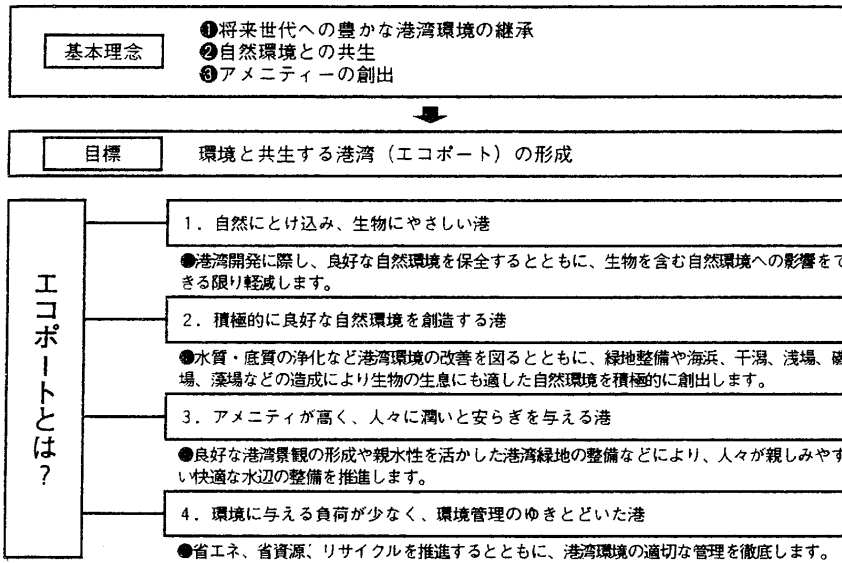 基本理念
❶将来世代への豊かな港湾環境の継承
❷自然環境との共生
❸アメニティーの創出
目標
環境と共生する港湾（エコポート）の形成
エコポートとは？
1．自然にとけ込み、生物にやさしい港
●港湾開発に際し、良好な自然環境を保全するとともに、生物を含む自然環境への影響をで
きる限り軽減します。
2．積極的に良好な自然環境を創造する港
●水質・底質の浄化など港湾環境の改善を図るとともに、緑地整備や海浜、干潟、浅場、磯
場、藻場などの造成により生物の生息にも適した自然環境を積極的に創出します。
3．アメニティが高く、人々に潤いと安らぎを与える港
●良好な港湾景観の形成や親水性を活かした港湾緑地の整備などにより、人々が親しみやす
い快適な水辺の整備を推進します。
4．環境に与える負荷が少なく、環境管理のゆきとどいた港
●省エネ、省資源、リサイクルを推進するとともに、港湾環境の適切な管理を徹底します。